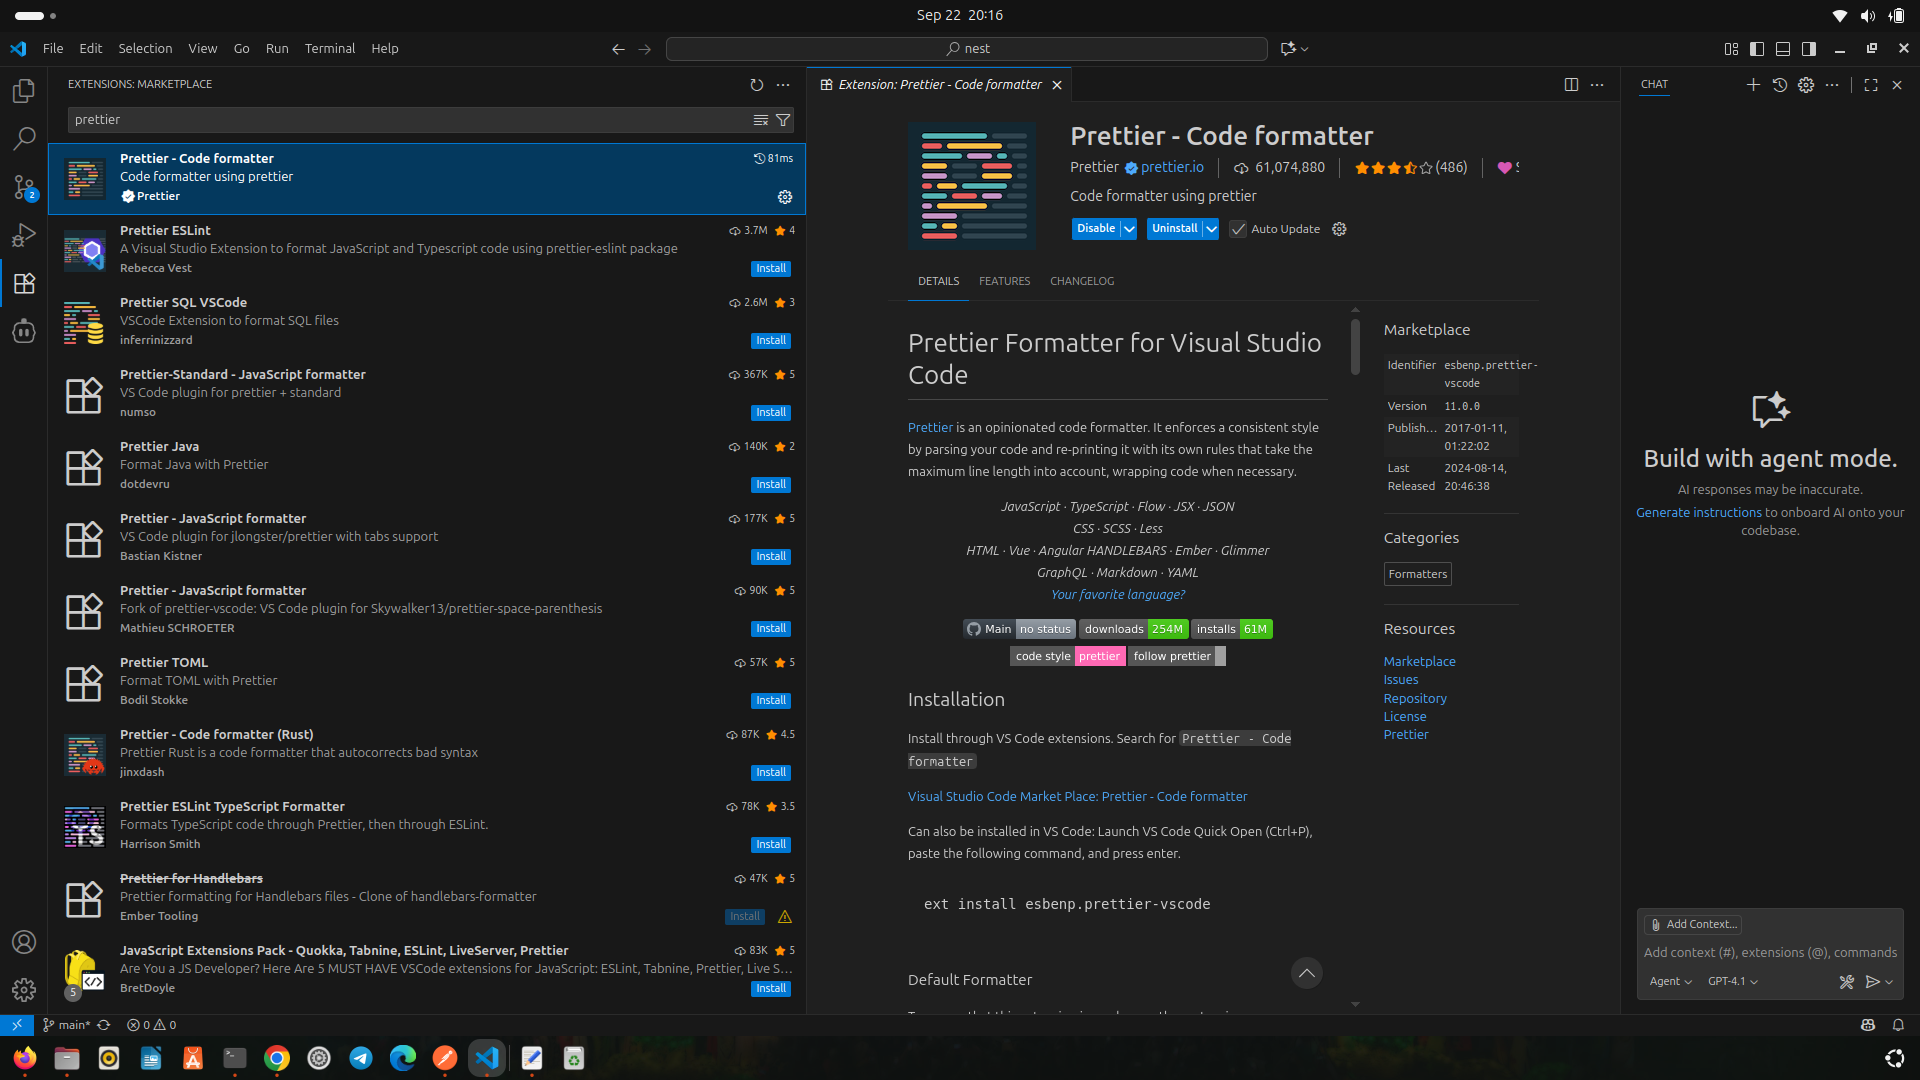 Sep 22 20:16
File Edit Selection View Go Run Terminal Help
nest
EXTENSIONS: MARKETPLACE
prettier
Prettier - Code formatter
81ms
Code formatter using prettier
Prettier
Prettier ESLint
3.7M 4
A Visual Studio Extension to format JavaScript and Typescript code using prettier-eslint package
Rebecca Vest
Install
Prettier SQL VSCode
2.6M 3
VSCode Extension to format SQL files
inferrinizzard
Install
Prettier-Standard - JavaScript formatter
367K 5
VS Code plugin for prettier + standard
numso
Install
Prettier Java
140K 2
Format Java with Prettier
dotdevru
Install
Prettier - JavaScript formatter
177K 5
VS Code plugin for jlongster/prettier with tabs support
Bastian Kistner
Install
Prettier - JavaScript formatter
90K 5
Fork of prettier-vscode: VS Code plugin for Skywalker13/prettier-space-parenthesis
Mathieu SCHROETER
Install
Prettier TOML
57K 5
Format TOML with Prettier
Bodil Stokke
Install
Prettier - Code formatter (Rust)
87K 4.5
Prettier Rust is a code formatter that autocorrects bad syntax
jinxdash
Install
Prettier ESLint TypeScript Formatter
78K 3.5
Formats TypeScript code through Prettier, then through ESLint.
Harrison Smith
Install
Prettier for Handlebars
47K 5
Prettier formatting for Handlebars files - Clone of handlebars-formatter
Ember Tooling
Install
JavaScript Extensions Pack - Quokka, Tabnine, ESLint, LiveServer, Prettier
83K 5
Are You a JS Developer? Here Are 5 MUST HAVE VSCode extensions for JavaScript: ESLint, Tabnine, Prettier, Live S...
BretDoyle
5
Install
2
Extension: Prettier - Code formatter
Prettier - Code formatter
Prettier prettier.io 61,074,880 (486)
Code formatter using prettier
Disable Uninstall Auto Update
DETAILS FEATURES CHANGELOG
Prettier Formatter for Visual Studio
Code
Prettier is an opinionated code formatter. It enforces a consistent style
by parsing your code and re-printing it with its own rules that take the
maximum line length into account, wrapping code when necessary.
JavaScript · TypeScript · Flow · JSX · JSON
CSS · SCSS · Less
HTML · Vue · Angular HANDLEBARS · Ember · Glimmer
GraphQL · Markdown · YAML
Your favorite language?
Main no status downloads 254M installs 61M
code style prettier follow prettier
Installation
Install through VS Code extensions. Search for Prettier - Code
formatter
Visual Studio Code Market Place: Prettier - Code formatter
Can also be installed in VS Code: Launch VS Code Quick Open (Ctrl+P),
paste the following command, and press enter.
ext install esbenp.prettier-vscode
Default Formatter
Marketplace
Identifier esbenp.prettier-
vscode
Version 11.0.0
Publish... 2017-01-11,
01:22:02
Last 2024-08-14,
Released 20:46:38
Categories
Formatters
Resources
Marketplace
Issues
Repository
License
Prettier
CHAT
Build with agent mode.
AI responses may be inaccurate.
Generate instructions to onboard AI onto your
codebase.
Add Context...
Add context (#), extensions (@), commands
Agent GPT-4.1
main* 0 0